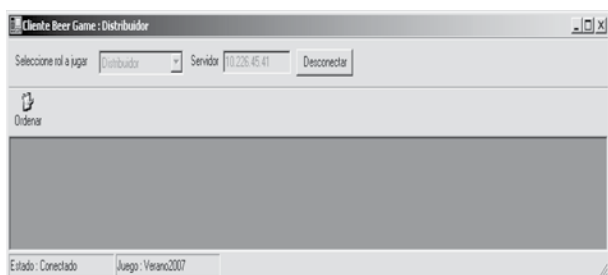 Cliente Beer Game : Distribuidor
Seleccione rol a jugar Distribuidor Servidor 10.226.45.41 Desconectar
Ordenar
Estado : Conectado Juego : Verano2007